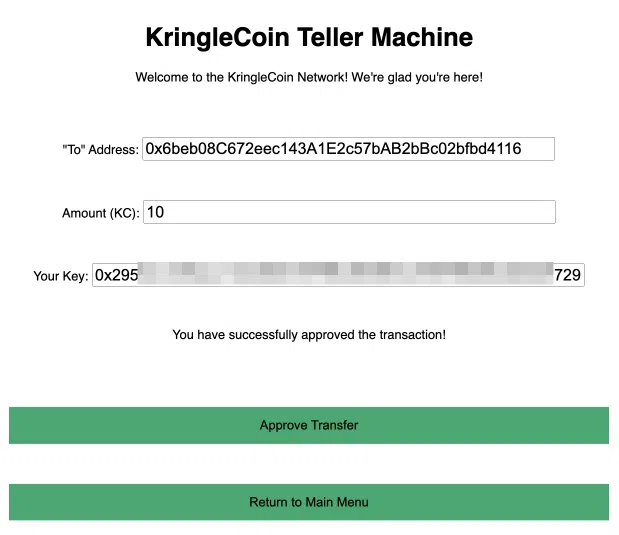 KringleCoin Teller Machine
Welcome to the KringleCoin Network! We're glad you're here!
"To" Address: 0x6beb08C672eec143A1E2c57bAB2bBc02bfbd4116
Amount (KC): 10
Your Key: 0x295 729
You have successfully approved the transaction!
Approve Transfer
Return to Main Menu